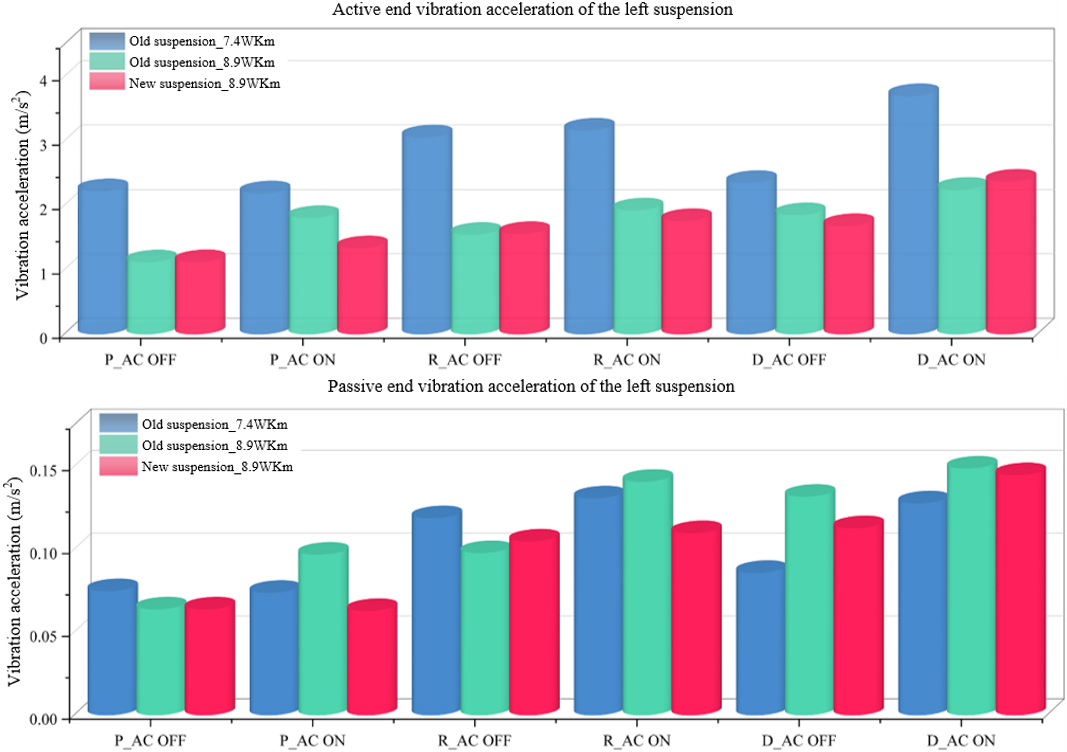 Active end vibration acceleration of the left suspension
Old suspension_7.4WKm
Old suspension_8.9WKm
New suspension_8.9WKm
Vibration acceleration (m/s²)
4
3
2
1
0
P_AC OFF P_AC ON R_AC OFF R_AC ON D_AC OFF D_AC ON
Passive end vibration acceleration of the left suspension
Old suspension_7.4WKm
Old suspension_8.9WKm
New suspension_8.9WKm
Vibration acceleration (m/s²)
0.15
0.10
0.05
0.00
P_AC OFF P_AC ON R_AC OFF R_AC ON D_AC OFF D_AC ON